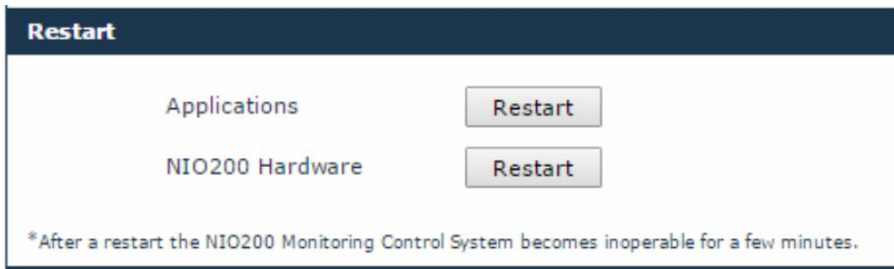 Restart
Applications Restart
NIO200 Hardware Restart
*After a restart the NIO200 Monitoring Control System becomes inoperable for a few minutes.